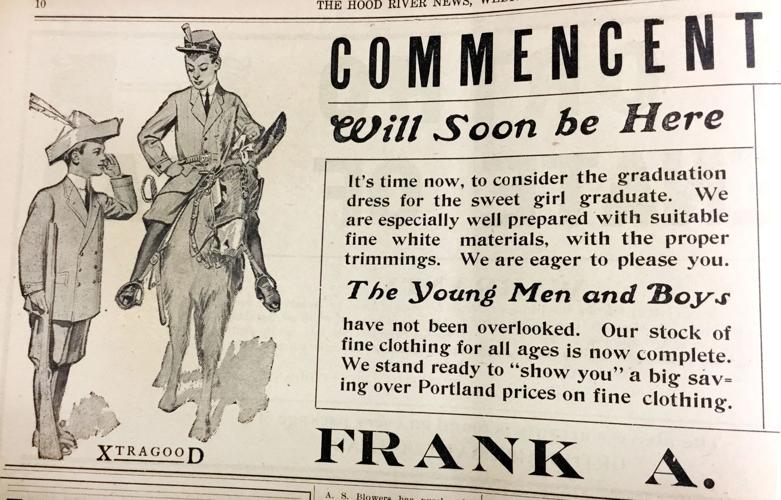 10
THE HOOD RIVER NEWS,
COMMENCENT
Will Soon be Here
It's time now, to consider the graduation
dress for the sweet girl graduate. We
are especially well prepared with suitable
fine white materials, with the proper
trimmings. We are eager to please you.
The Young Men and Boys
have not been overlooked. Our stock of
fine clothing for all ages is now complete.
We stand ready to "show you" a big sav=
ing over Portland prices on fine clothing.
XTRAGOOD
FRANK A.
A. S. Blowers has